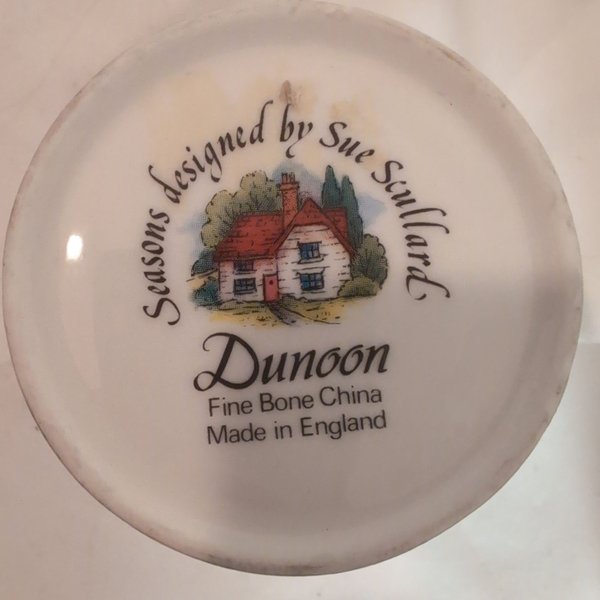 Seasons designed by Sue Scullard
Dunoon
Fine Bone China
Made in England